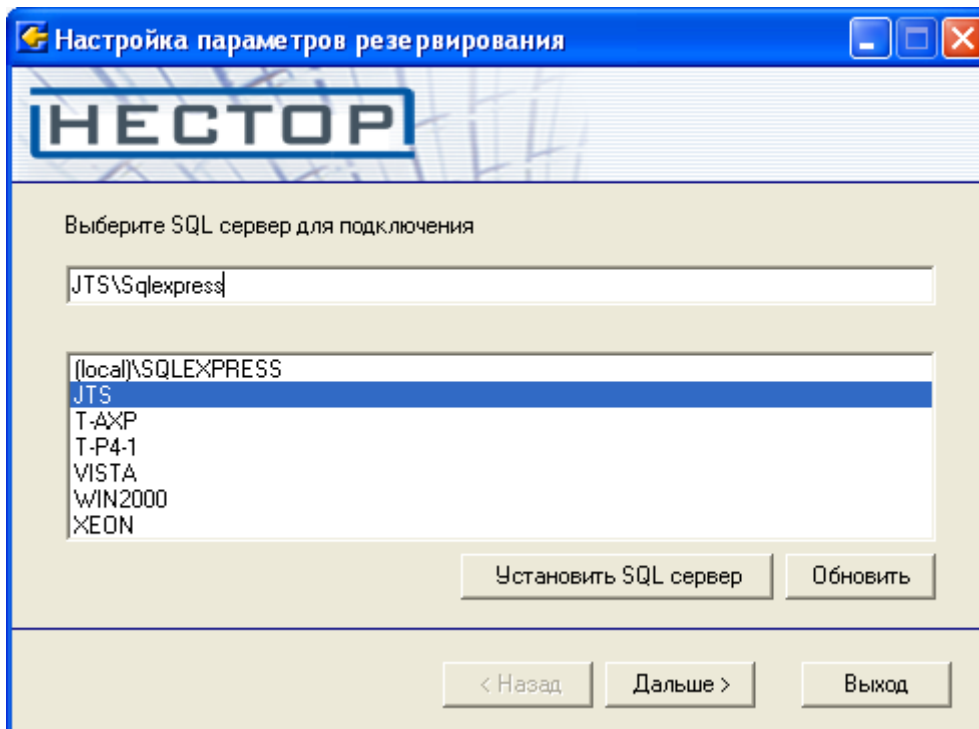 Настройка параметров резервирования
НЕСТОР
Выберите SQL сервер для подключения
JTS\Sqlexpress
(local)\SQLEXPRESS
JTS
T-AXP
T-P4-1
VISTA
WIN2000
XEON
Установить SQL сервер Обновить
< Назад Дальше > Выход